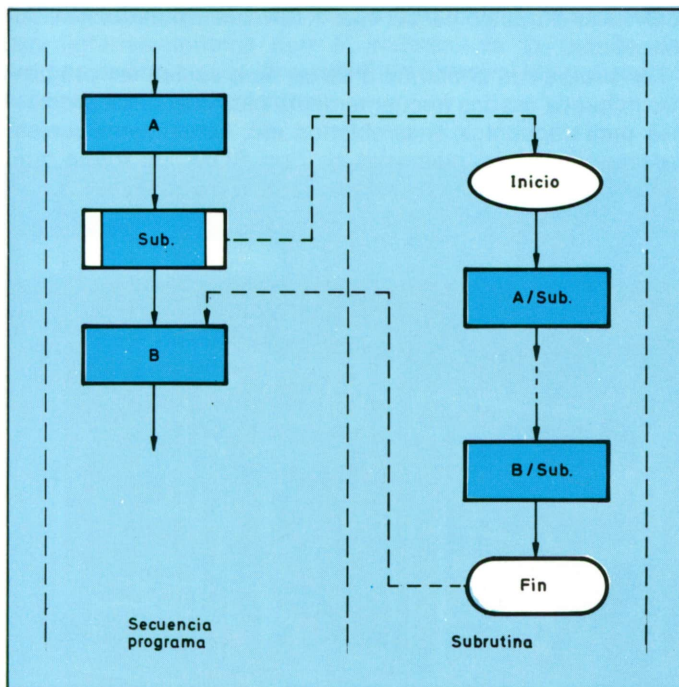 A
Sub.
B
Inicio
A/Sub.
B/Sub.
Fin
Secuencia
programa
Subrutina